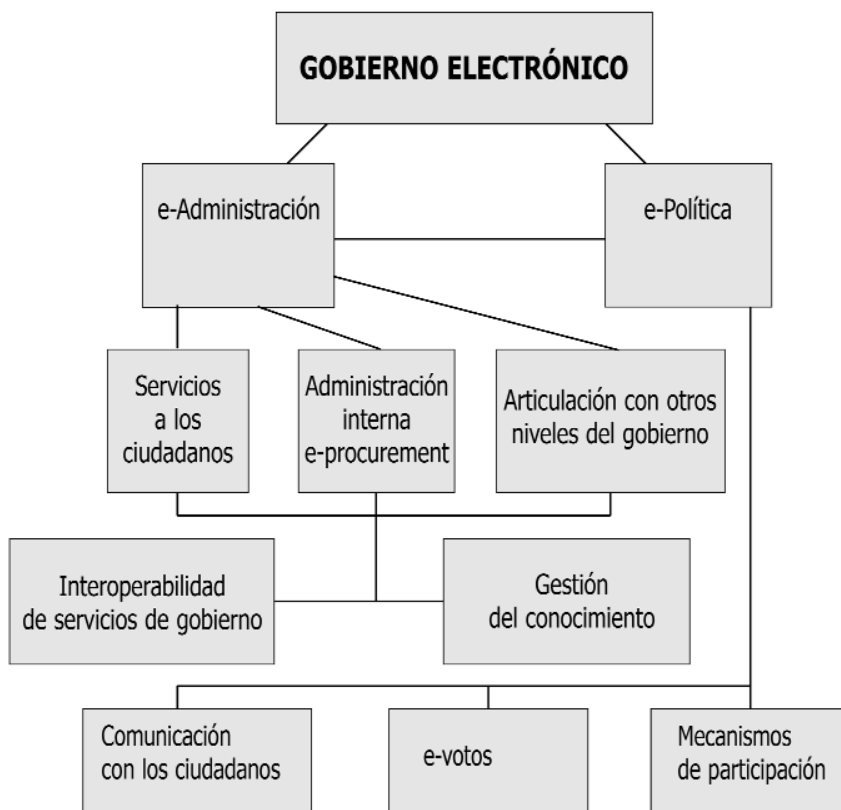 GOBIERNO ELECTRÓNICO
e-Administración
e-Política
Servicios
a los
ciudadanos
Administración
interna
e-procurement
Articulación con otros
niveles del gobierno
Interoperabilidad
de servicios de gobierno
Gestión
del conocimiento
Comunicación
con los ciudadanos
e-votos
Mecanismos
de participación